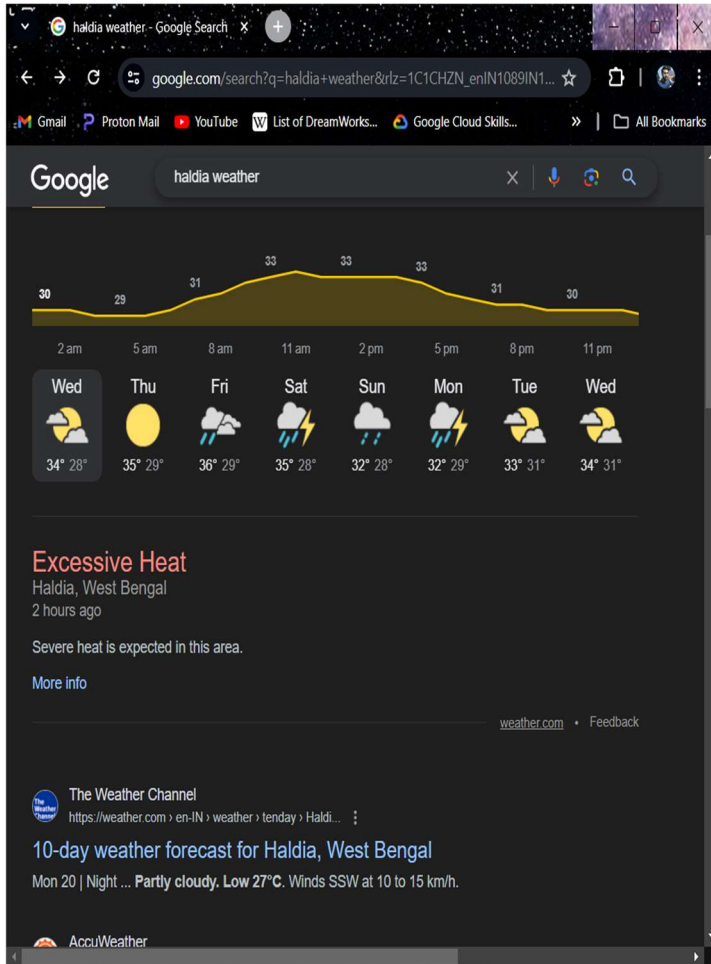 haldia weather - Google Search
google.com/search?q=haldia+weather&rlz=1C1CHZN_enIN1089IN1...
Gmail Proton Mail YouTube W List of DreamWorks... Google Cloud Skills... » All Bookmarks
Google haldia weather
30 29 31 33 33 33 31 30
2 am 5 am 8 am 11 am 2 pm 5 pm 8 pm 11 pm
Wed Thu Fri Sat Sun Mon Tue Wed
34° 28° 35° 29° 36° 29° 35° 28° 32° 28° 32° 29° 33° 31° 34° 31°
Excessive Heat
Haldia, West Bengal
2 hours ago
Severe heat is expected in this area.
More info
weather.com • Feedback
The Weather Channel
The Weather Channel
https://weather.com › en-IN › weather › tenday › Haldi...
10-day weather forecast for Haldia, West Bengal
Mon 20 | Night ... Partly cloudy. Low 27°C. Winds SSW at 10 to 15 km/h.
AccuWeather